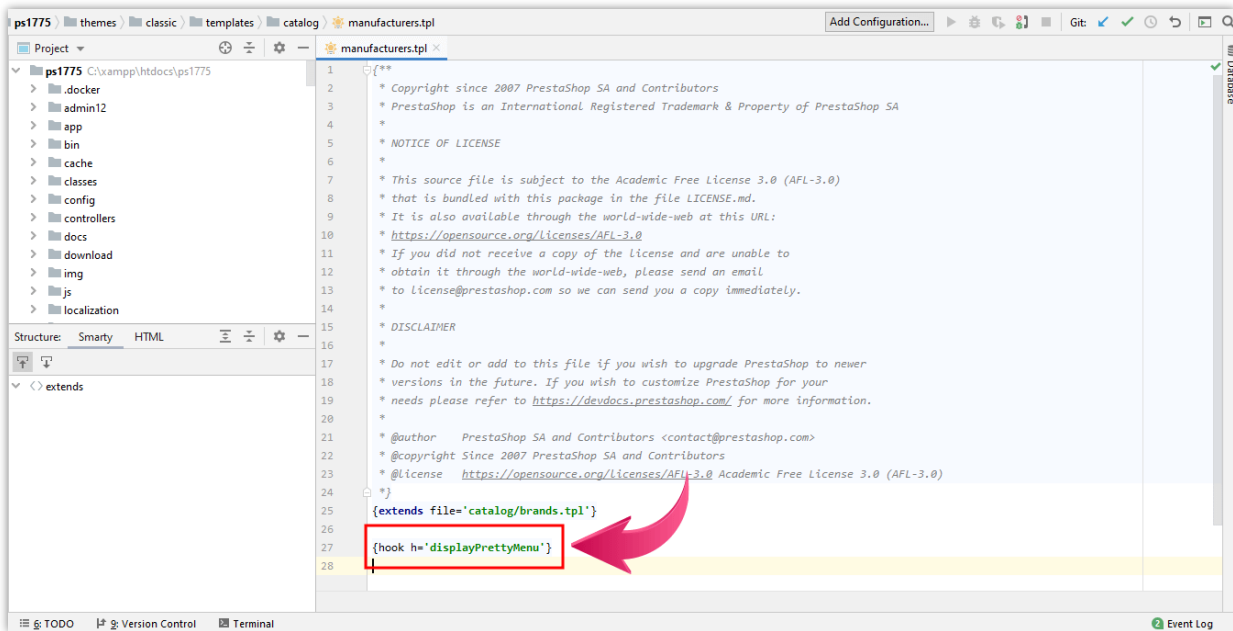 ps1775 themes classic templates catalog manufacturers.tpl Add Configuration... Git:
Project
manufacturers.tpl
ps1775 C:\xampp\htdocs\ps1775
.docker
admin12
app
bin
cache
classes
config
controllers
docs
download
img
js
localization
Structure: Smarty HTML
extends
1 {**
2 * Copyright since 2007 PrestaShop SA and Contributors
3 * PrestaShop is an International Registered Trademark & Property of PrestaShop SA
4 *
5 * NOTICE OF LICENSE
6 *
7 * This source file is subject to the Academic Free License 3.0 (AFL-3.0)
8 * that is bundled with this package in the file LICENSE.md.
9 * It is also available through the world-wide-web at this URL:
10 * https://opensource.org/licenses/AFL-3.0
11 * If you did not receive a copy of the license and are unable to
12 * obtain it through the world-wide-web, please send an email
13 * to license@prestashop.com so we can send you a copy immediately.
14 *
15 * DISCLAIMER
16 *
17 * Do not edit or add to this file if you wish to upgrade PrestaShop to newer
18 * versions in the future. If you wish to customize PrestaShop for your
19 * needs please refer to https://devdocs.prestashop.com/ for more information.
20 *
21 * @author    PrestaShop SA and Contributors <contact@prestashop.com>
22 * @copyright Since 2007 PrestaShop SA and Contributors
23 * @license   https://opensource.org/licenses/AFL-3.0 Academic Free License 3.0 (AFL-3.0)
24 *}
25 {extends file='catalog/brands.tpl'}
26
27 {hook h='displayPrettyMenu'}
28
Database
6: TODO 9: Version Control Terminal 2 Event Log